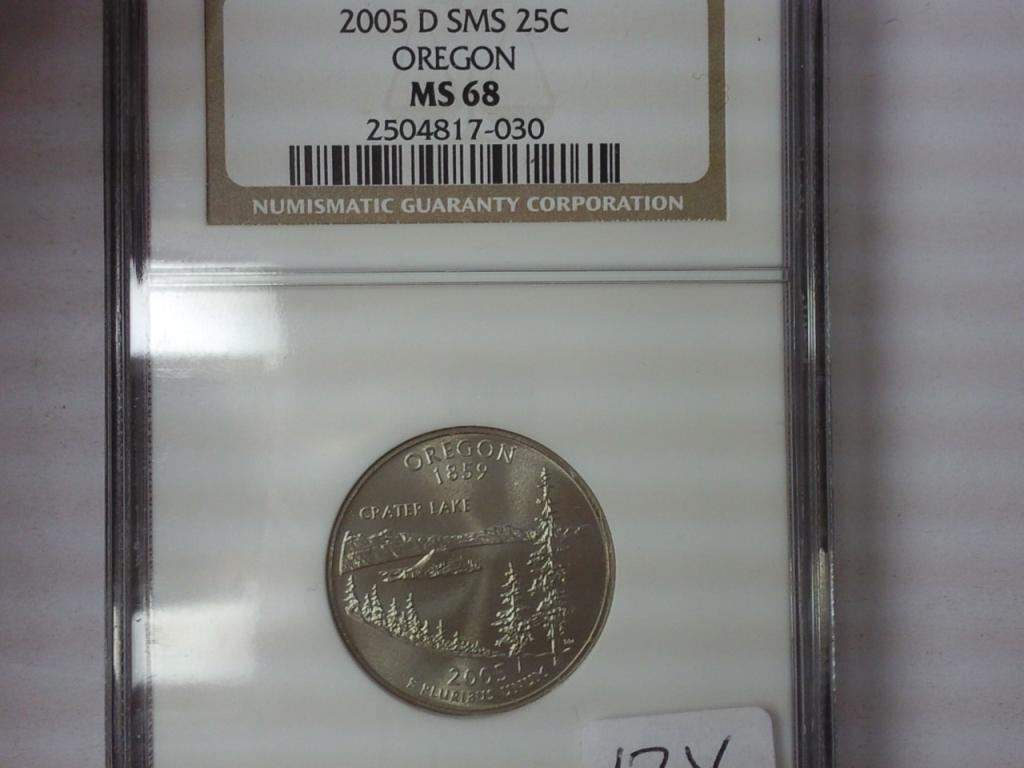 2005 D SMS 25C
OREGON
MS 68
2504817-030
NUMISMATIC GUARANTY CORPORATION
OREGON
1859
CRATER LAKE
2005
E PLURIBUS UNUM